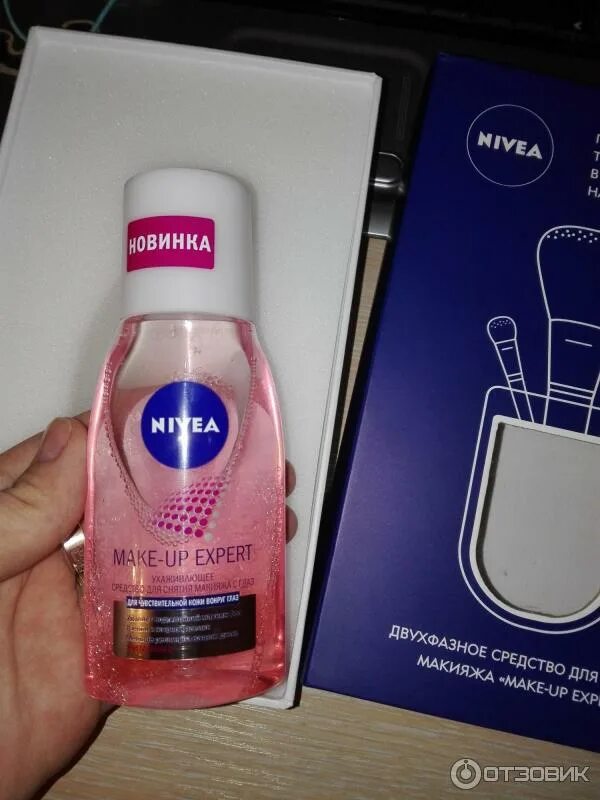 НОВИНКА
NIVEA
MAKE-UP EXPERT
УХАЖИВАЮЩЕЕ
СРЕДСТВО ДЛЯ СНЯТИЯ МАКИЯЖА С ГЛАЗ
ДЛЯ ЧУВСТВИТЕЛЬНОЙ КОЖИ ВОКРУГ ГЛАЗ
NIVEA
ДВУХФАЗНОЕ СРЕДСТВО ДЛЯ
МАКИЯЖА «MAKE-UP EXP
ОТЗОВИК